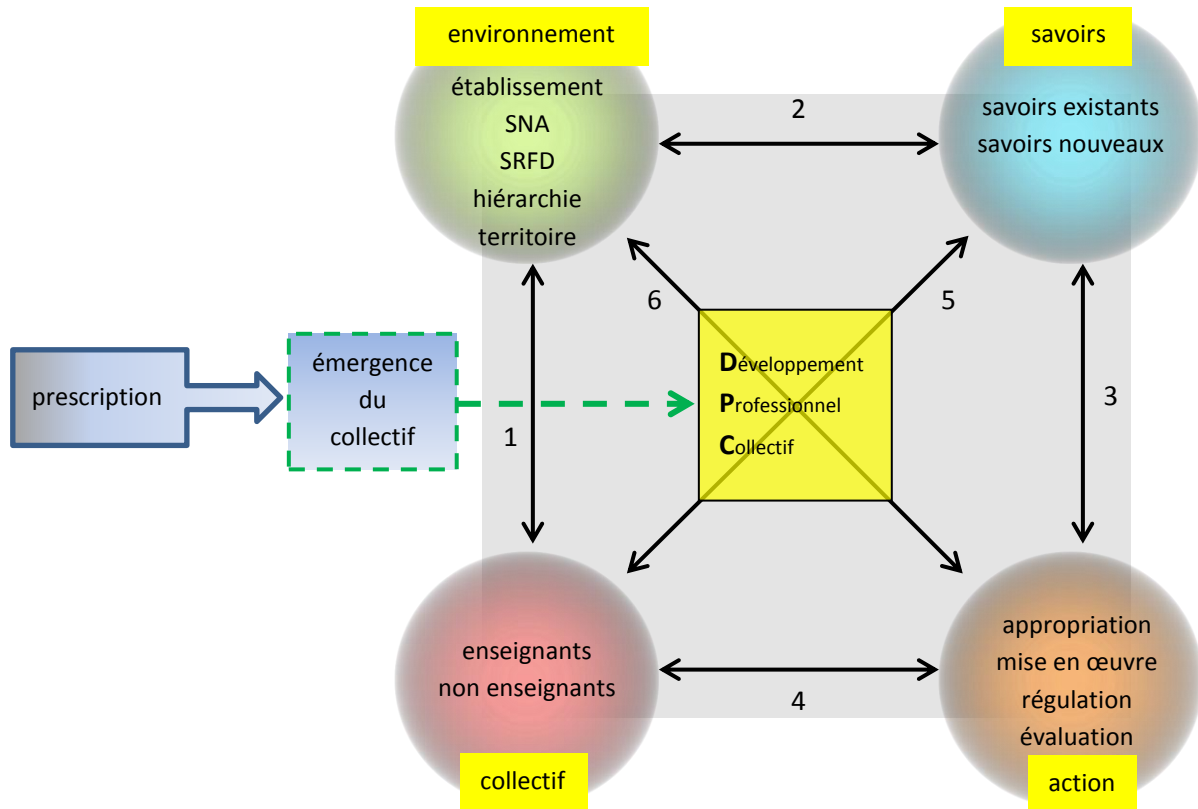 environnement
établissement
SNA
SRFD
hiérarchie
territoire
savoirs
savoirs existants
savoirs nouveaux
2
6
5
prescription
émergence
du
collectif
1
Développement
Professionnel
Collectif
3
enseignants
non enseignants
collectif
4
appropriation
mise en œuvre
régulation
évaluation
action